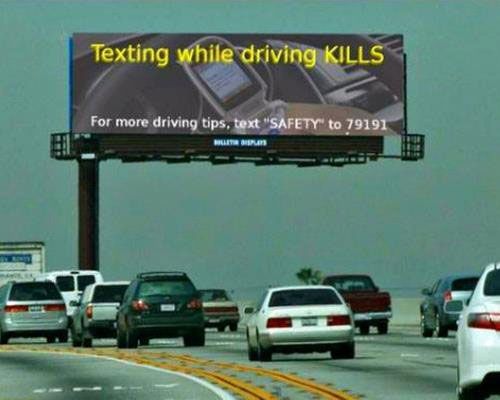 Texting while driving KILLS
For more driving tips, text "SAFETY" to 79191
BULLETIN DISPLAYS